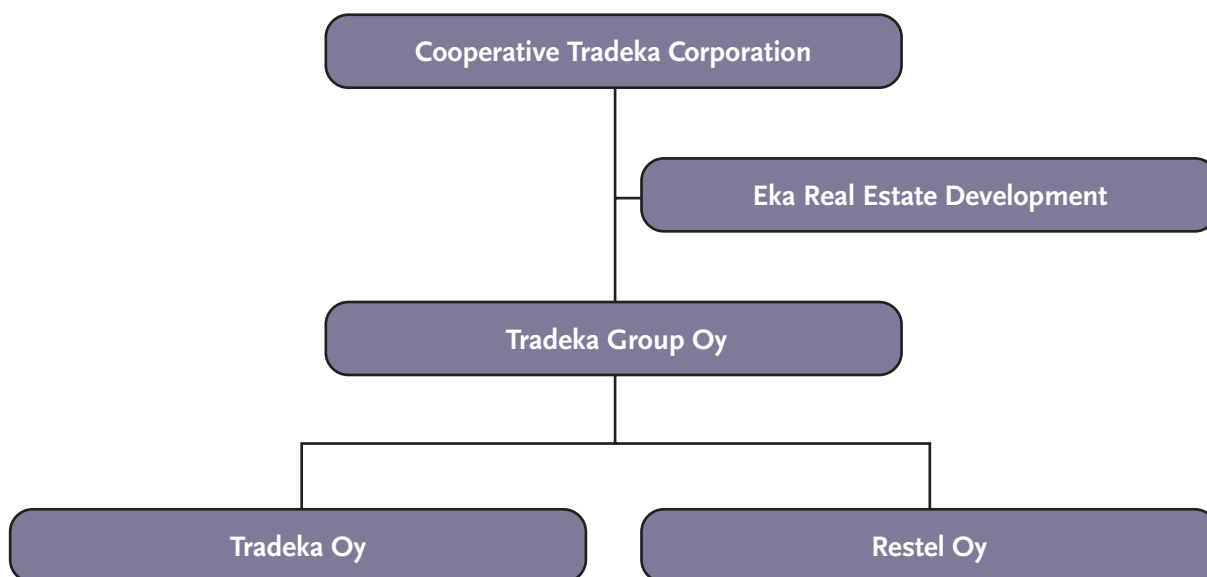 Cooperative Tradeka Corporation
Eka Real Estate Development
Tradeka Group Oy
Tradeka Oy
Restel Oy